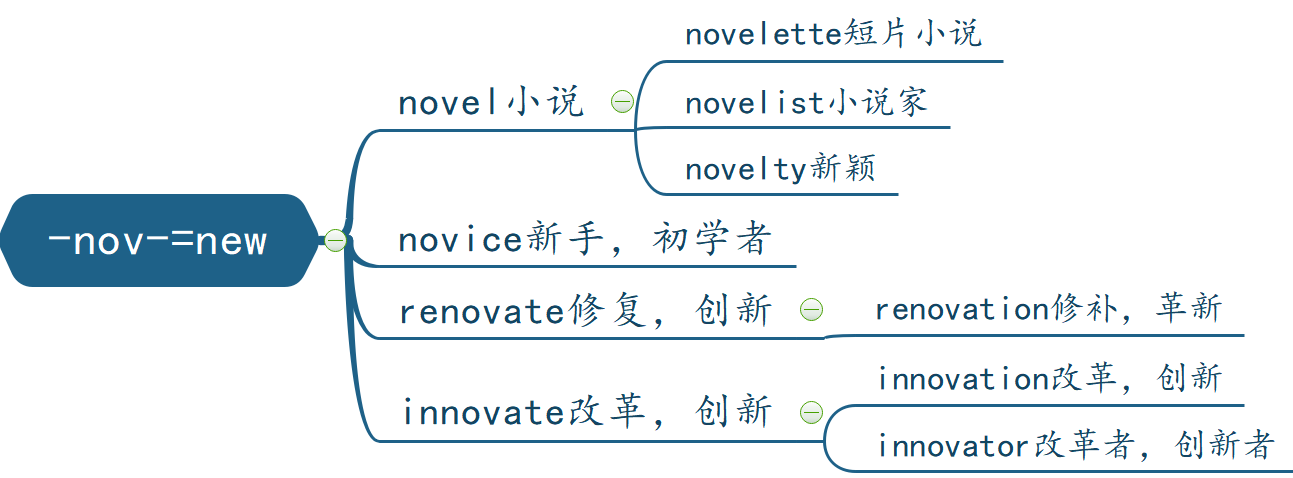 -nov-=new
novel小说
novelette短片小说
novelist小说家
novelty新颖
novice新手，初学者
renovate修复，创新
renovation修补，革新
innovate改革，创新
innovation改革，创新
innovator改革者，创新者